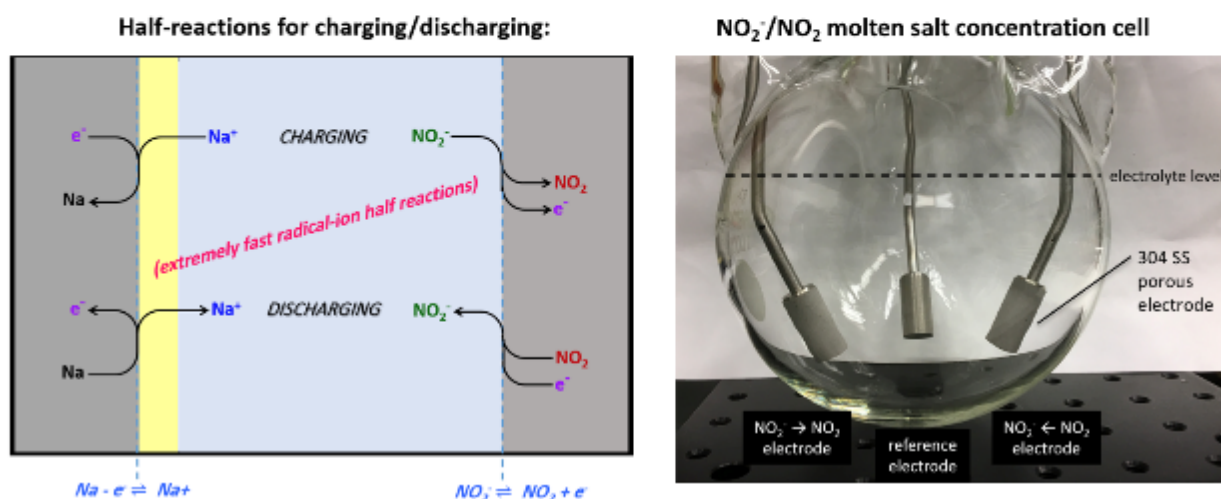 Half-reactions for charging/discharging:
e⁻
Na⁺
CHARGING
NO₂⁻
Na
NO₂
e⁻
(extremely fast radical-ion half reactions)
e⁻
Na⁺
DISCHARGING
NO₂⁻
Na
NO₂
e⁻
Na - e⁻ ⇌ Na+
NO₂⁻ ⇌ NO₂ + e⁻
NO₂⁻/NO₂ molten salt concentration cell
electrolyte level
304 SS
porous
electrode
NO₂⁻ → NO₂
electrode
reference
electrode
NO₂⁻ ← NO₂
electrode